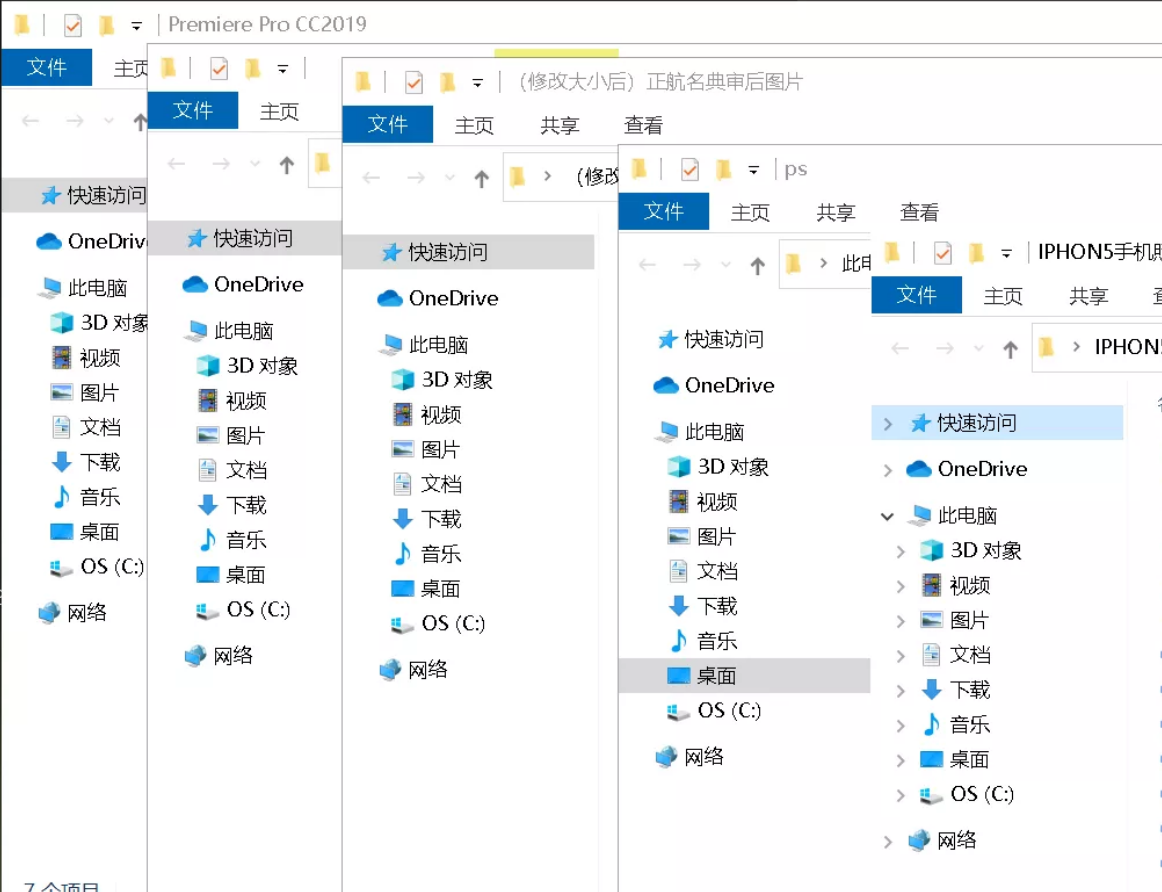 Premiere Pro CC2019
文件
主页
快速访问
OneDriv
此电脑
3D 对象
视频
图片
文档
下载
音乐
桌面
OS (C:)
网络
7 个项目
文件
主页
快速访问
OneDrive
此电脑
3D 对象
视频
图片
文档
下载
音乐
桌面
OS (C:)
网络
(修改大小后) 正航名典审后图片
文件 主页 共享 查看
(修改
快速访问
OneDrive
此电脑
3D 对象
视频
图片
文档
下载
音乐
桌面
OS (C:)
网络
ps
文件 主页 共享 查看
此电
快速访问
OneDrive
此电脑
3D 对象
视频
图片
文档
下载
音乐
桌面
OS (C:)
网络
IPHON5手机照
文件 主页 共享
IPHON5
快速访问
OneDrive
此电脑
3D 对象
视频
图片
文档
下载
音乐
桌面
OS (C:)
网络